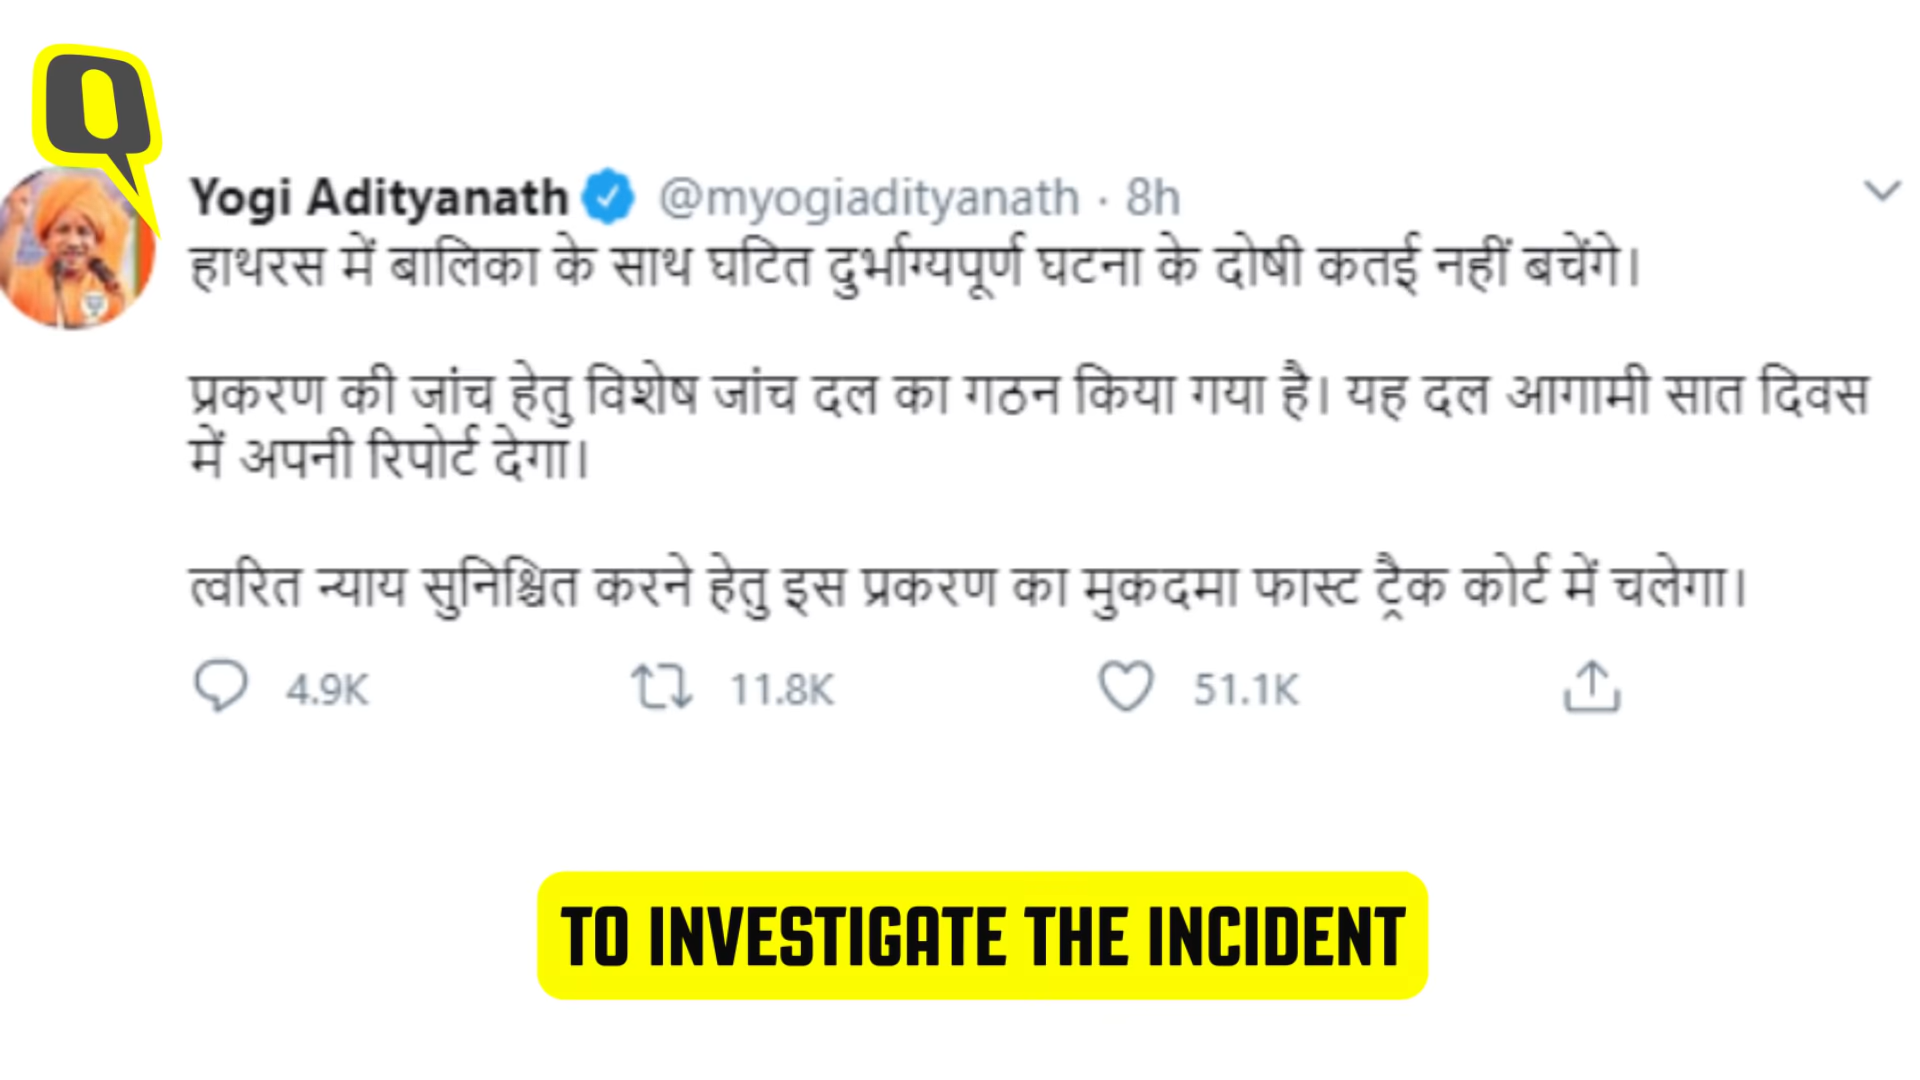 Q
Yogi Adityanath @myogiadityanath · 8h
हाथरस में बालिका के साथ घटित दुर्भाग्यपूर्ण घटना के दोषी कतई नहीं बचेंगे।
प्रकरण की जांच हेतु विशेष जांच दल का गठन किया गया है। यह दल आगामी सात दिवस
में अपनी रिपोर्ट देगा।
त्वरित न्याय सुनिश्चित करने हेतु इस प्रकरण का मुकदमा फास्ट ट्रैक कोर्ट में चलेगा।
4.9K 11.8K 51.1K
TO INVESTIGATE THE INCIDENT